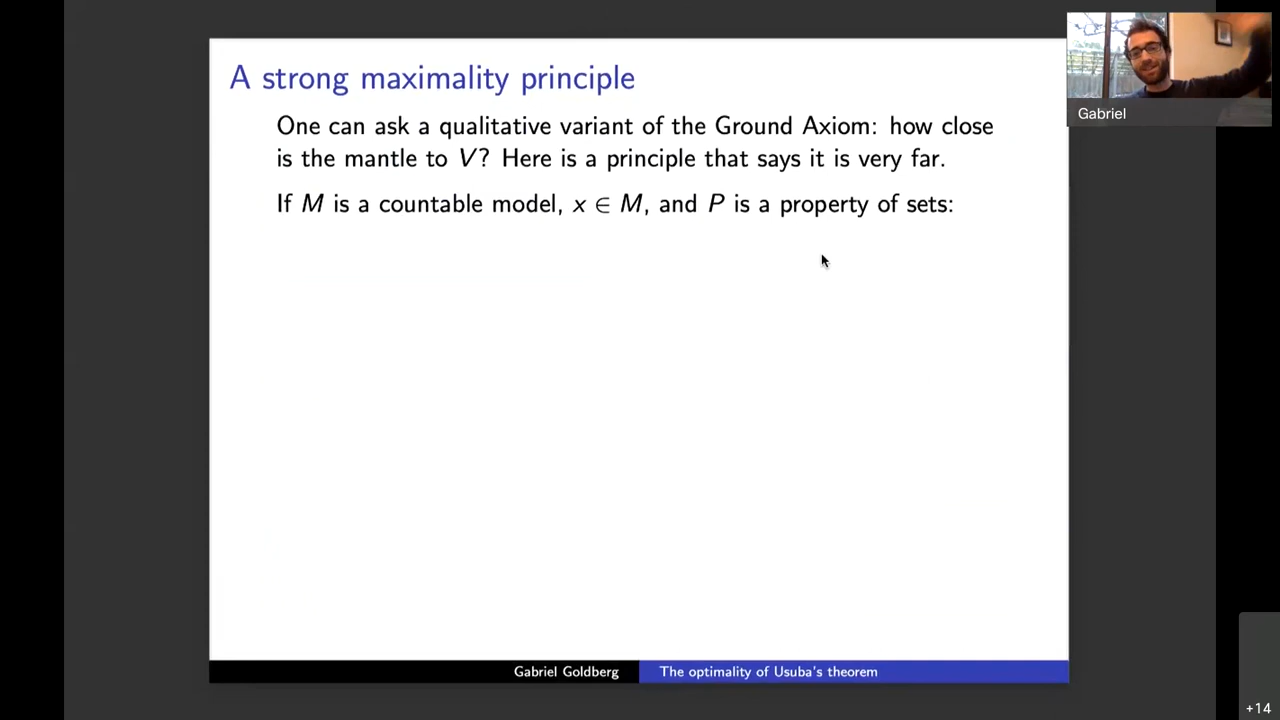 A strong maximality principle
One can ask a qualitative variant of the Ground Axiom: how close
is the mantle to V? Here is a principle that says it is very far.
If M is a countable model, x ∈ M, and P is a property of sets:
Gabriel
Gabriel Goldberg
The optimality of Usuba's theorem
+14